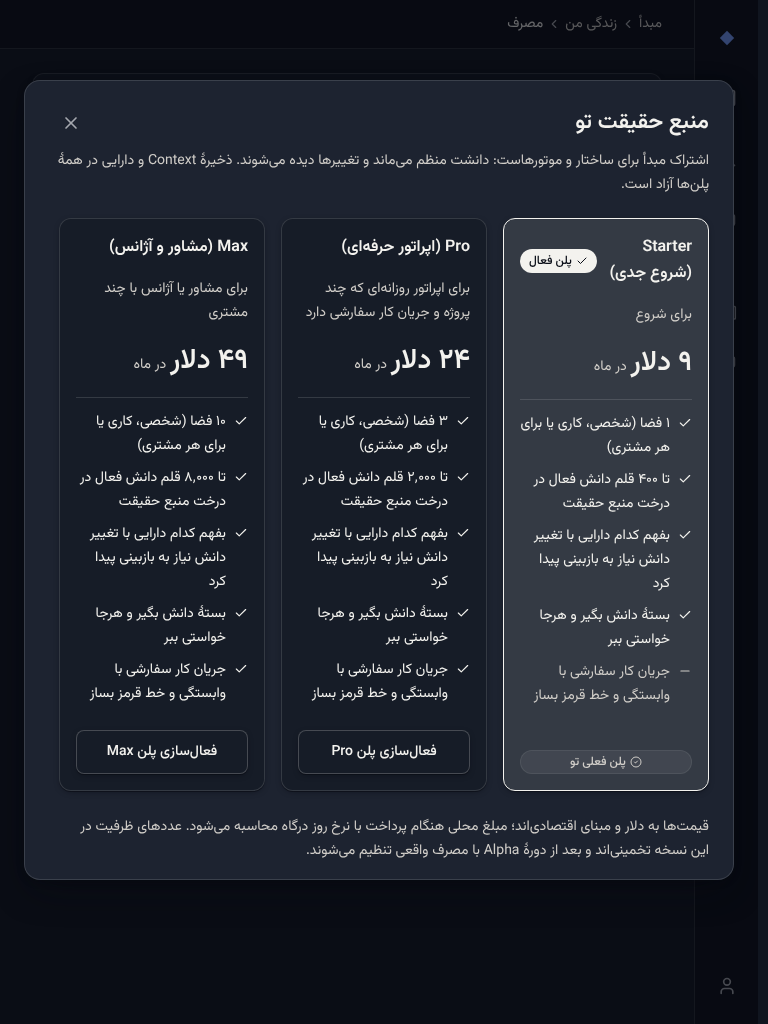 مبدأ
زندگی من
مصرف
منبع حقیقت تو
اشتراک مبدأ برای ساختار و موتورهاست: دانشت منظم می‌ماند و تغییرها دیده می‌شوند. ذخیرهٔ Context و دارایی در همهٔ
پلن‌ها آزاد است.
Starter
(شروع جدی)
پلن فعال
برای شروع
۹ دلار در ماه
۱ فضا (شخصی، کاری یا برای
هر مشتری)
تا ۴۰۰ قلم دانش فعال در
درخت منبع حقیقت
بفهم کدام دارایی با تغییر
دانش نیاز به بازبینی پیدا
کرد
بستهٔ دانش بگیر و هرجا
خواستی ببر
جریان کار سفارشی با
وابستگی و خط قرمز بساز
پلن فعلی تو
Pro (اپراتور حرفه‌ای)
برای اپراتور روزانه‌ای که چند
پروژه و جریان کار سفارشی دارد
۲۴ دلار در ماه
۳ فضا (شخصی، کاری یا
برای هر مشتری)
تا ۲,۰۰۰ قلم دانش فعال در
درخت منبع حقیقت
بفهم کدام دارایی با تغییر
دانش نیاز به بازبینی پیدا
کرد
بستهٔ دانش بگیر و هرجا
خواستی ببر
جریان کار سفارشی با
وابستگی و خط قرمز بساز
فعال‌سازی پلن Pro
Max (مشاور و آژانس)
برای مشاور یا آژانس با چند
مشتری
۴۹ دلار در ماه
۱۰ فضا (شخصی، کاری یا
برای هر مشتری)
تا ۸,۰۰۰ قلم دانش فعال در
درخت منبع حقیقت
بفهم کدام دارایی با تغییر
دانش نیاز به بازبینی پیدا
کرد
بستهٔ دانش بگیر و هرجا
خواستی ببر
جریان کار سفارشی با
وابستگی و خط قرمز بساز
فعال‌سازی پلن Max
قیمت‌ها به دلار و مبنای اقتصادی‌اند؛ مبلغ محلی هنگام پرداخت با نرخ روز درگاه محاسبه می‌شود. عددهای ظرفیت در
این نسخه تخمینی‌اند و بعد از دورهٔ Alpha با مصرف واقعی تنظیم می‌شوند.